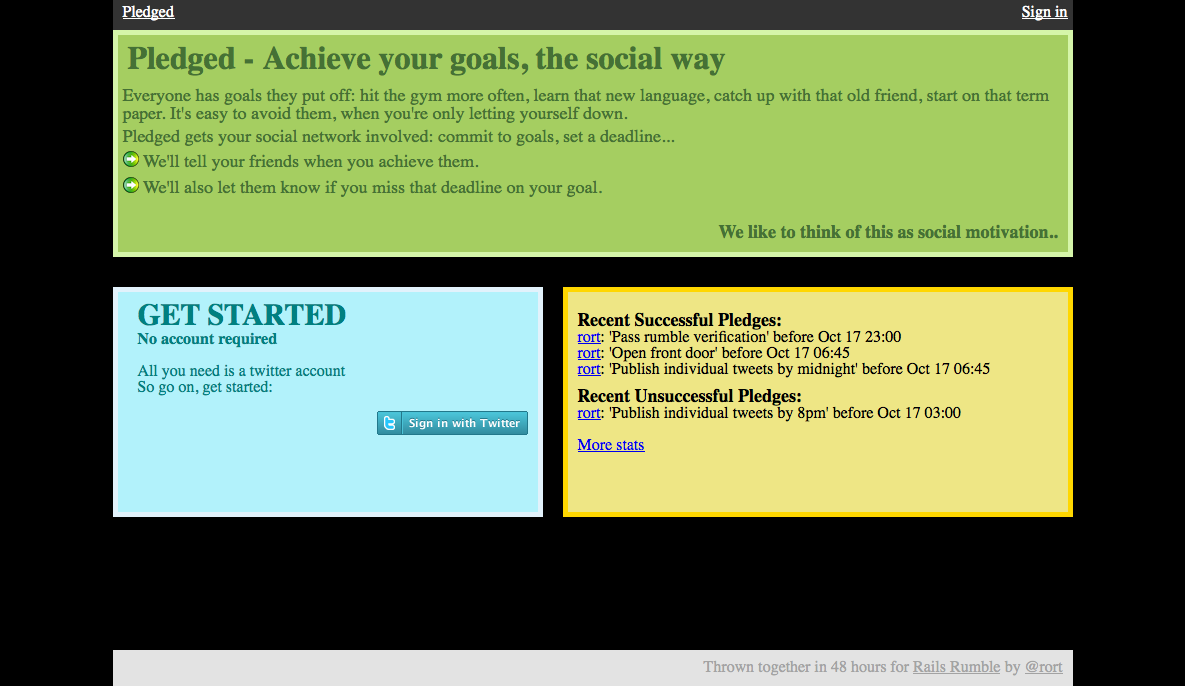 Pledged
Sign in
Pledged - Achieve your goals, the social way
Everyone has goals they put off: hit the gym more often, learn that new language, catch up with that old friend, start on that term
paper. It's easy to avoid them, when you're only letting yourself down.
Pledged gets your social network involved: commit to goals, set a deadline...
We'll tell your friends when you achieve them.
We'll also let them know if you miss that deadline on your goal.
We like to think of this as social motivation..
GET STARTED
No account required
All you need is a twitter account
So go on, get started:
Sign in with Twitter
Recent Successful Pledges:
rort: 'Pass rumble verification' before Oct 17 23:00
rort: 'Open front door' before Oct 17 06:45
rort: 'Publish individual tweets by midnight' before Oct 17 06:45
Recent Unsuccessful Pledges:
rort: 'Publish individual tweets by 8pm' before Oct 17 03:00
More stats
Thrown together in 48 hours for Rails Rumble by @rort